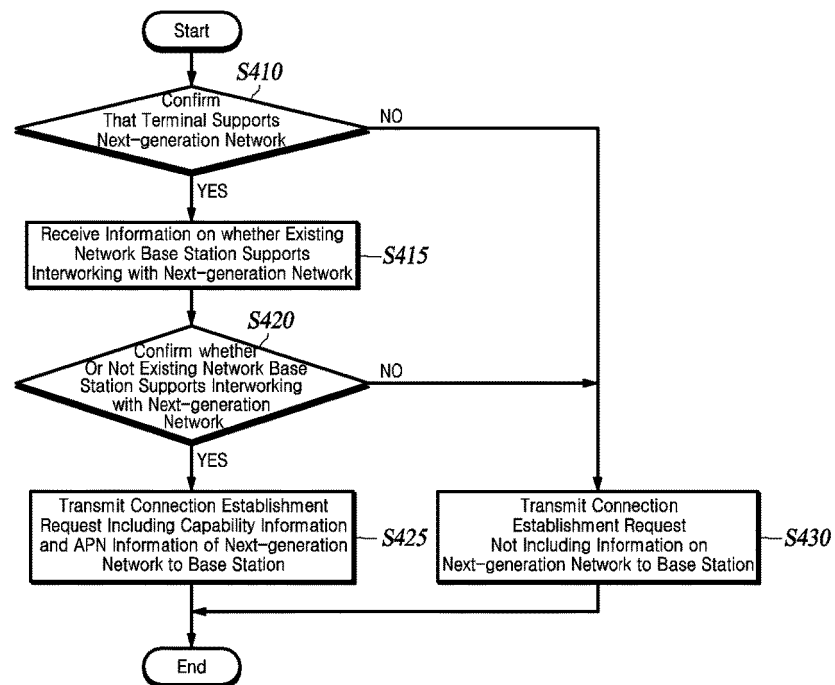 Start
S410
Confirm
That Terminal Supports
Next-generation Network
NO
YES
Receive Information on whether Existing
Network Base Station Supports
Interworking with Next-generation Network
S415
S420
Confirm whether
Or Not Existing Network Base
Station Supports Interworking
with Next-generation
Network
NO
YES
Transmit Connection Establishment
Request Including Capability Information
and APN Information of Next-generation
Network to Base Station
S425
Transmit Connection
Establishment Request
Not Including Information on
Next-generation Network to Base Station
S430
End